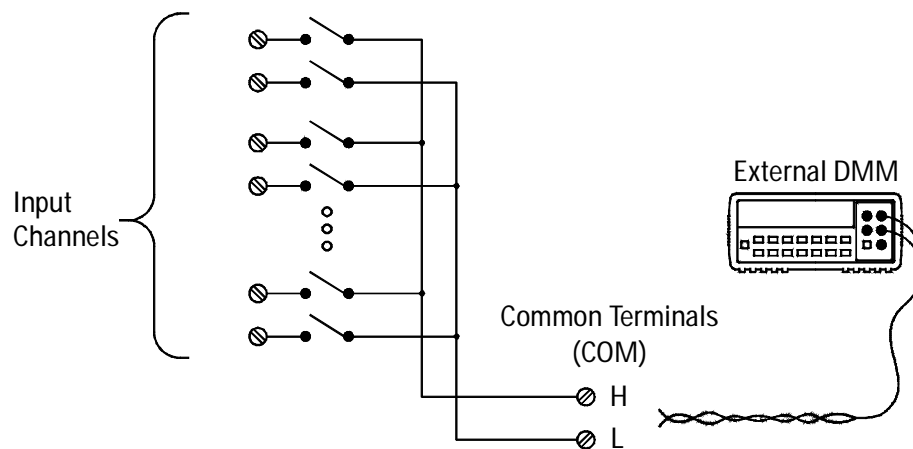 External DMM
Input
Channels
Common Terminals
(COM)
H
L